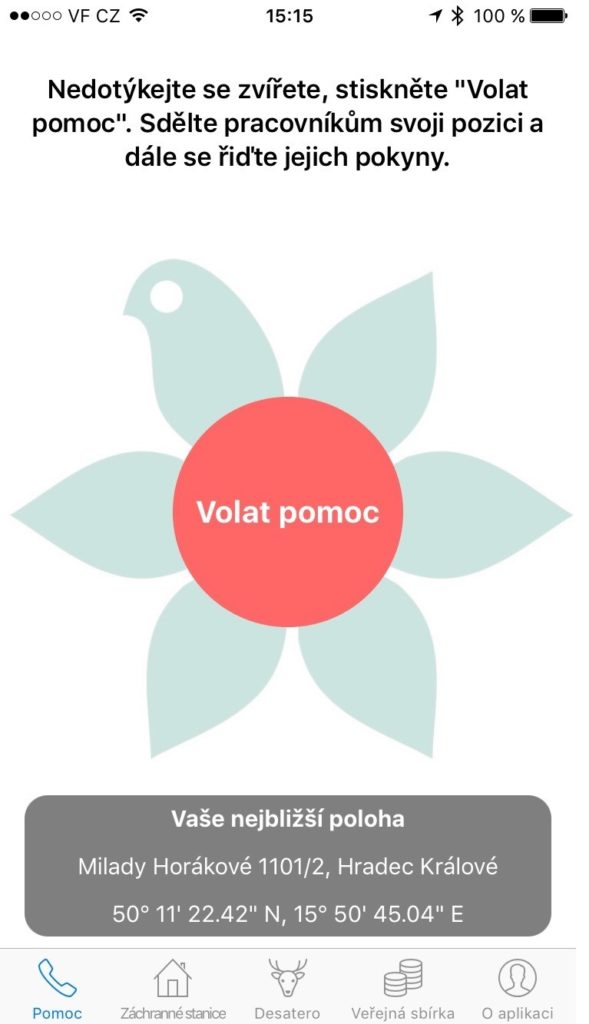 VF CZ 15:15 100 %
Nedotýkejte se zvířete, stiskněte "Volat
pomoc". Sdělte pracovníkům svoji pozici a
dále se řiďte jejich pokyny.
Volat pomoc
Vaše nejbližší poloha
Milady Horákové 1101/2, Hradec Králové
50° 11' 22.42" N, 15° 50' 45.04" E
Pomoc Záchranné stanice Desatero Veřejná sbírka O aplikaci